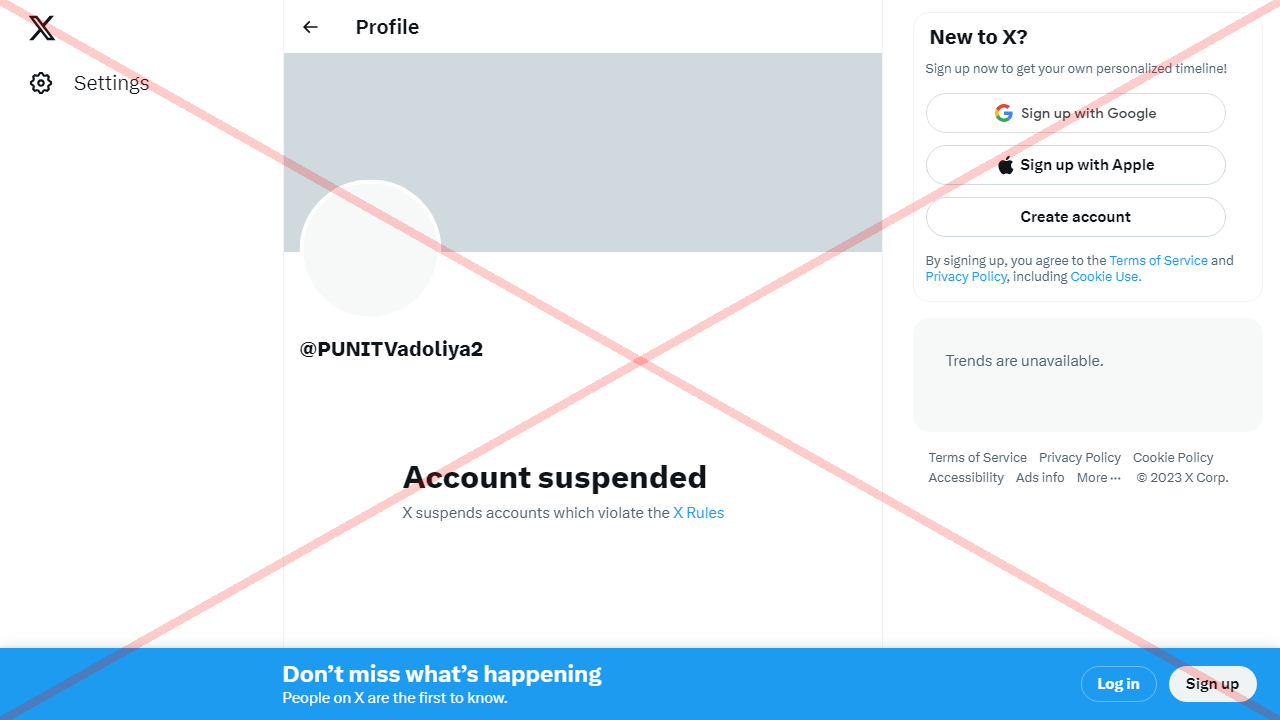 Settings
Profile
@PUNITVadoliya2
Account suspended
X suspends accounts which violate the X Rules
New to X?
Sign up now to get your own personalized timeline!
Sign up with Google
Sign up with Apple
Create account
By signing up, you agree to the Terms of Service and
Privacy Policy, including Cookie Use.
Trends are unavailable.
Terms of Service Privacy Policy Cookie Policy
Accessibility Ads info More ··· © 2023 X Corp.
Don’t miss what’s happening
People on X are the first to know.
Log in
Sign up